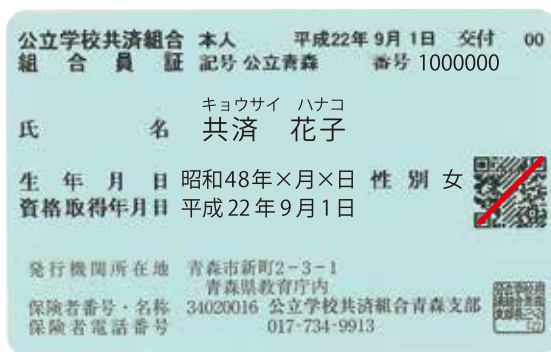 公立学校共済組合 本人 平成22年9月1日 交付 00
組合員証 記号 公立青森 番号 1000000
キョウサイ ハナコ
氏名 共済 花子
生年月日 昭和48年×月×日 性別 女
資格取得年月日 平成22年9月1日
発行機関所在地 青森市新町2-3-1
青森県教育庁内
保険者番号・名称 34020016 公立学校共済組合青森支部
保険者電話番号 017-734-9913